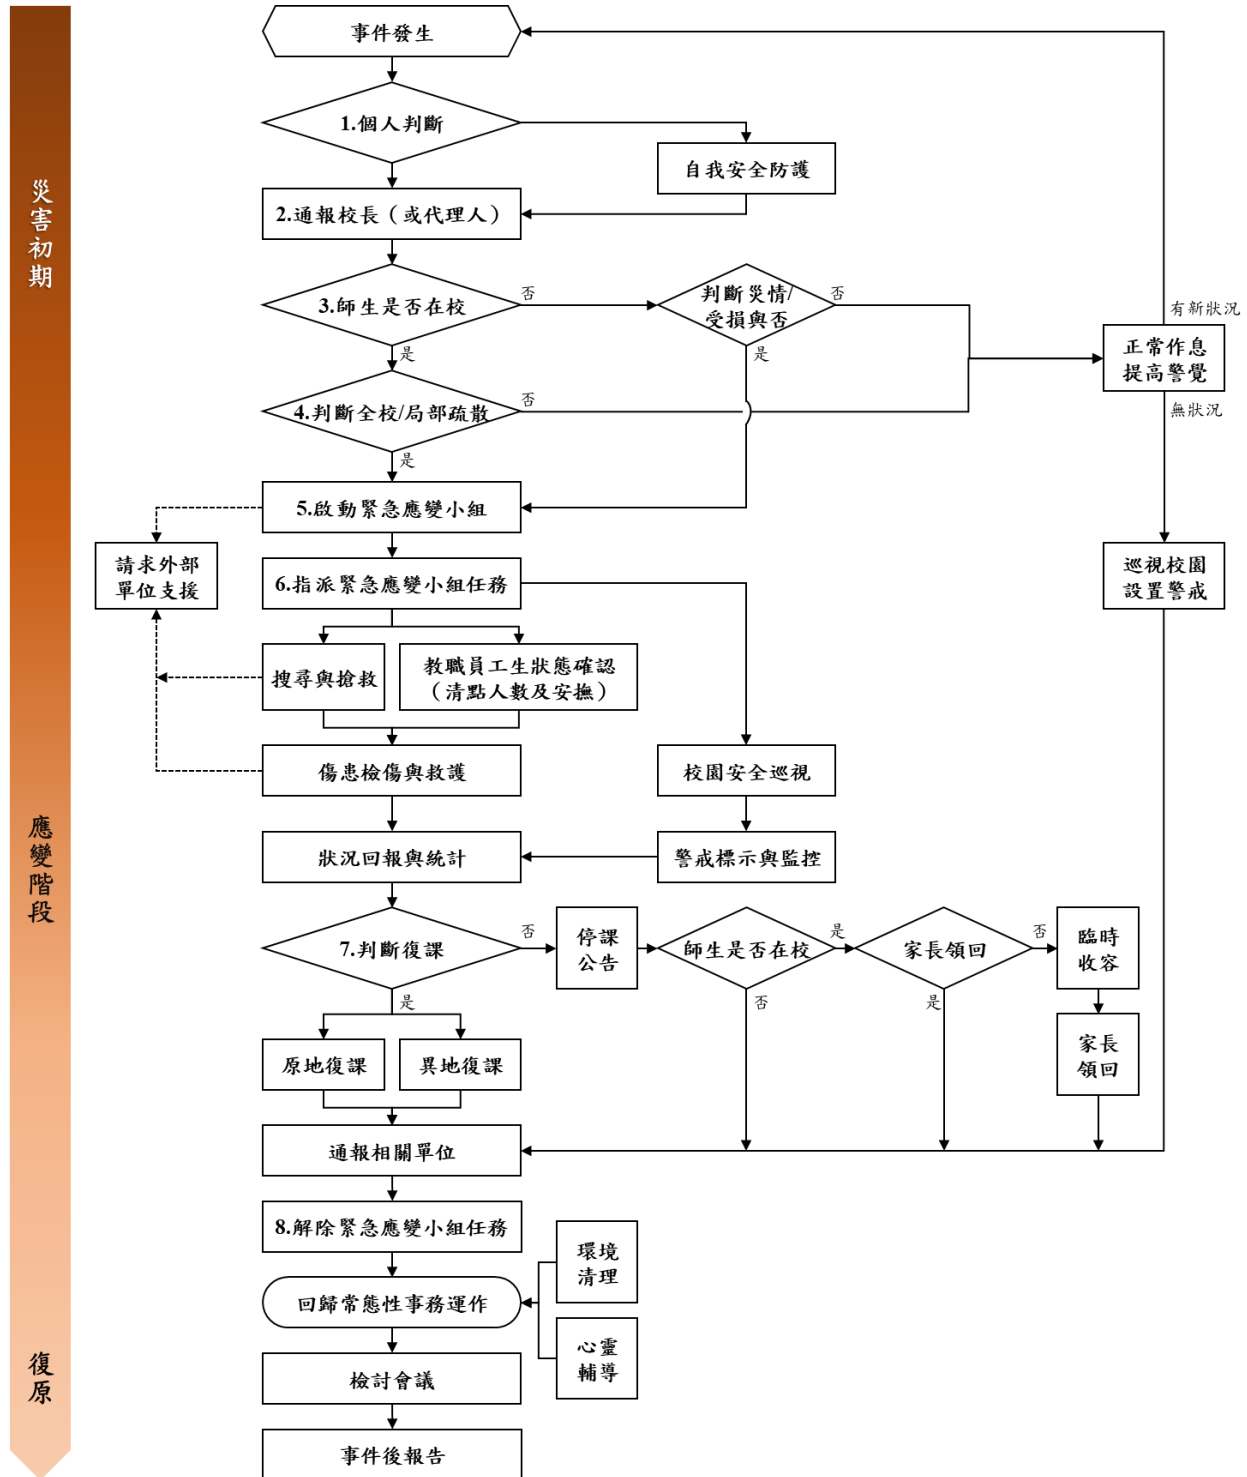 災害初期
應變階段
復原
事件發生
1.個人判斷
自我安全防護
2.通報校長（或代理人）
3.師生是否在校
否
判斷災情/
受損與否
否
有新狀況
正常作息
提高警覺
是
是
4.判斷全校/局部疏散
否
無狀況
是
5.啟動緊急應變小組
請求外部
單位支援
6.指派緊急應變小組任務
巡視校園
設置警戒
搜尋與搶救
教職員工生狀態確認
（清點人數及安撫）
傷患檢傷與救護
校園安全巡視
狀況回報與統計
警戒標示與監控
7.判斷復課
否
停課
公告
師生是否在校
是
家長領回
否
臨時
收容
是
否
是
原地復課
異地復課
家長
領回
通報相關單位
8.解除緊急應變小組任務
環境
清理
回歸常態性事務運作
心靈
輔導
檢討會議
事件後報告